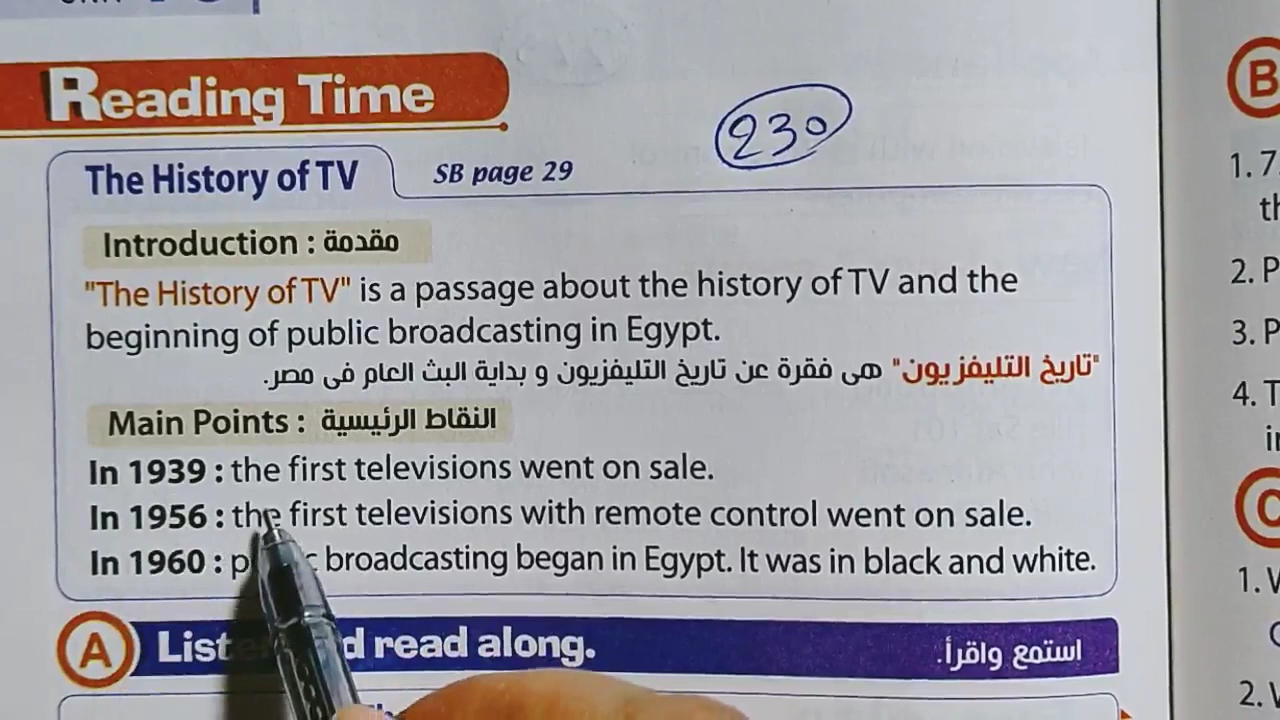 Reading Time
230
The History of TV SB page 29
Introduction : مقدمة
"The History of TV" is a passage about the history of TV and the
beginning of public broadcasting in Egypt.
"تاريخ التليفزيون" هى فقرة عن تاريخ التليفزيون و بداية البث العام فى مصر.
Main Points : النقاط الرئيسية
In 1939 : the first televisions went on sale.
In 1956 : the first televisions with remote control went on sale.
In 1960 : broadcasting began in Egypt. It was in black and white.
A read along. استمع واقرأ.
B
1. 7
2. P
3. P
4. T
C
1.
2.